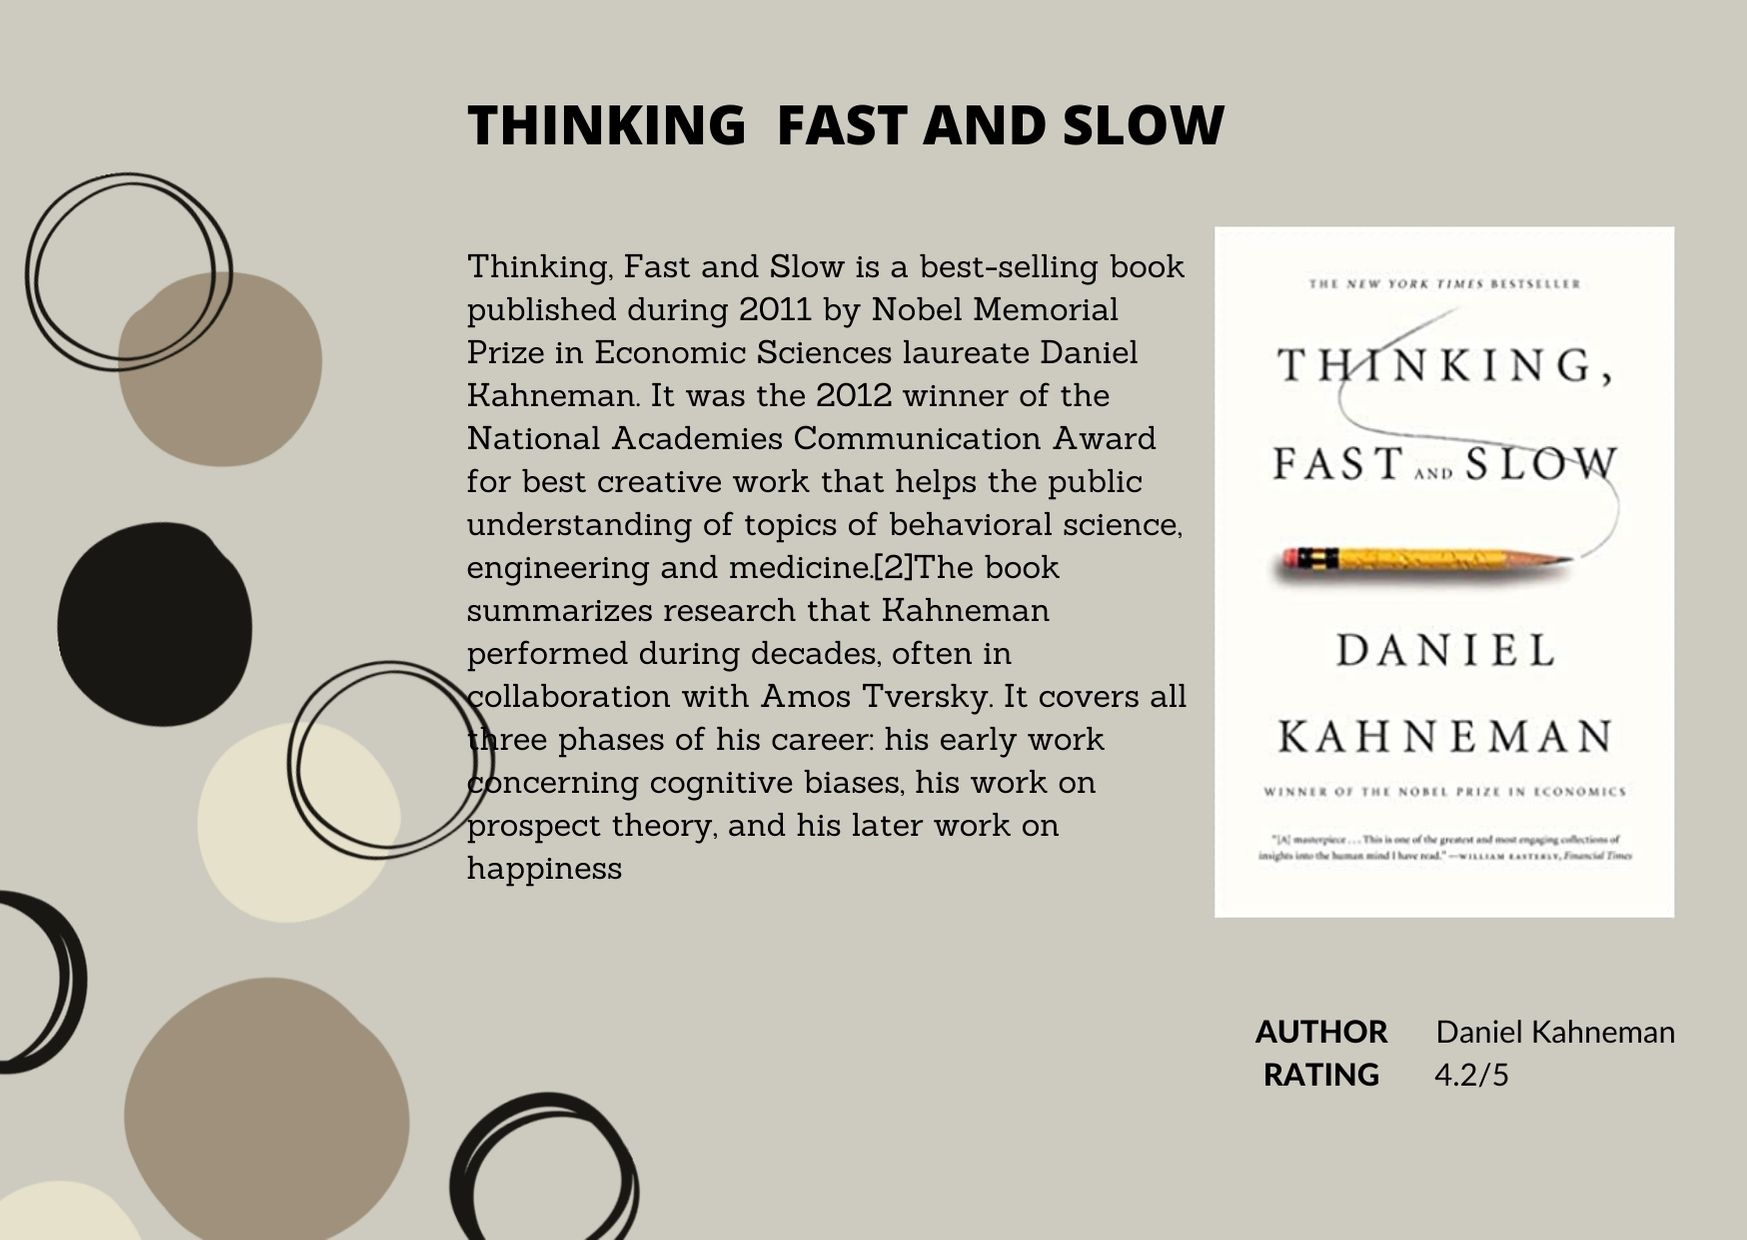 THINKING  FAST AND SLOW
Thinking, Fast and Slow is a best-selling book
published during 2011 by Nobel Memorial
Prize in Economic Sciences laureate Daniel
Kahneman. It was the 2012 winner of the
National Academies Communication Award
for best creative work that helps the public
understanding of topics of behavioral science,
engineering and medicine.[2]The book
summarizes research that Kahneman
performed during decades, often in
collaboration with Amos Tversky. It covers all
three phases of his career: his early work
concerning cognitive biases, his work on
prospect theory, and his later work on
happiness
THE NEW YORK TIMES BESTSELLER
THINKING,
FAST AND SLOW
DANIEL
KAHNEMAN
WINNER OF THE NOBEL PRIZE IN ECONOMICS
"[A] masterpiece . . . This is one of the greatest and most engaging collections of
insights into the human mind I have read." —WILLIAM EASTERLY, Financial Times
AUTHOR Daniel Kahneman
RATING 4.2/5